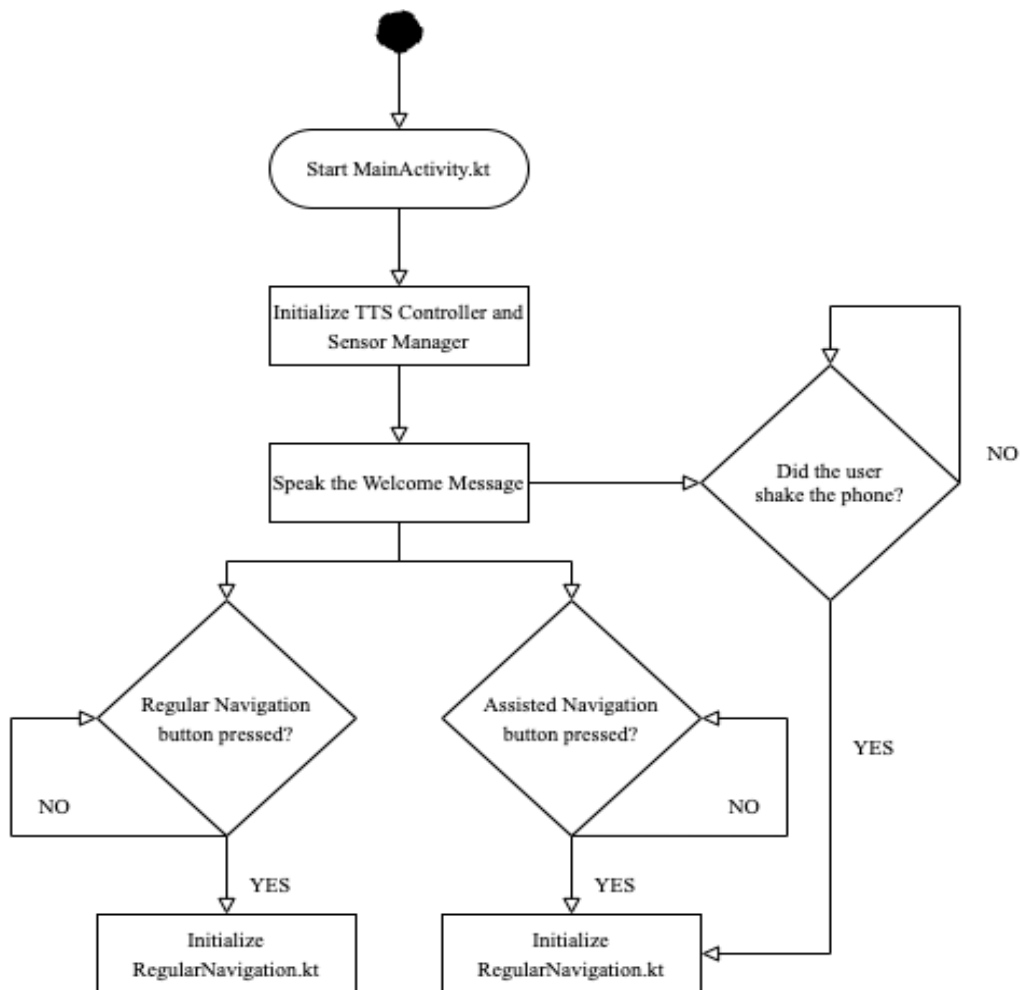 Start MainActivity.kt
Initialize TTS Controller and
Sensor Manager
Speak the Welcome Message
Did the user
shake the phone?
NO
Regular Navigation
button pressed?
Assisted Navigation
button pressed?
YES
NO
NO
YES
YES
Initialize
RegularNavigation.kt
Initialize
RegularNavigation.kt